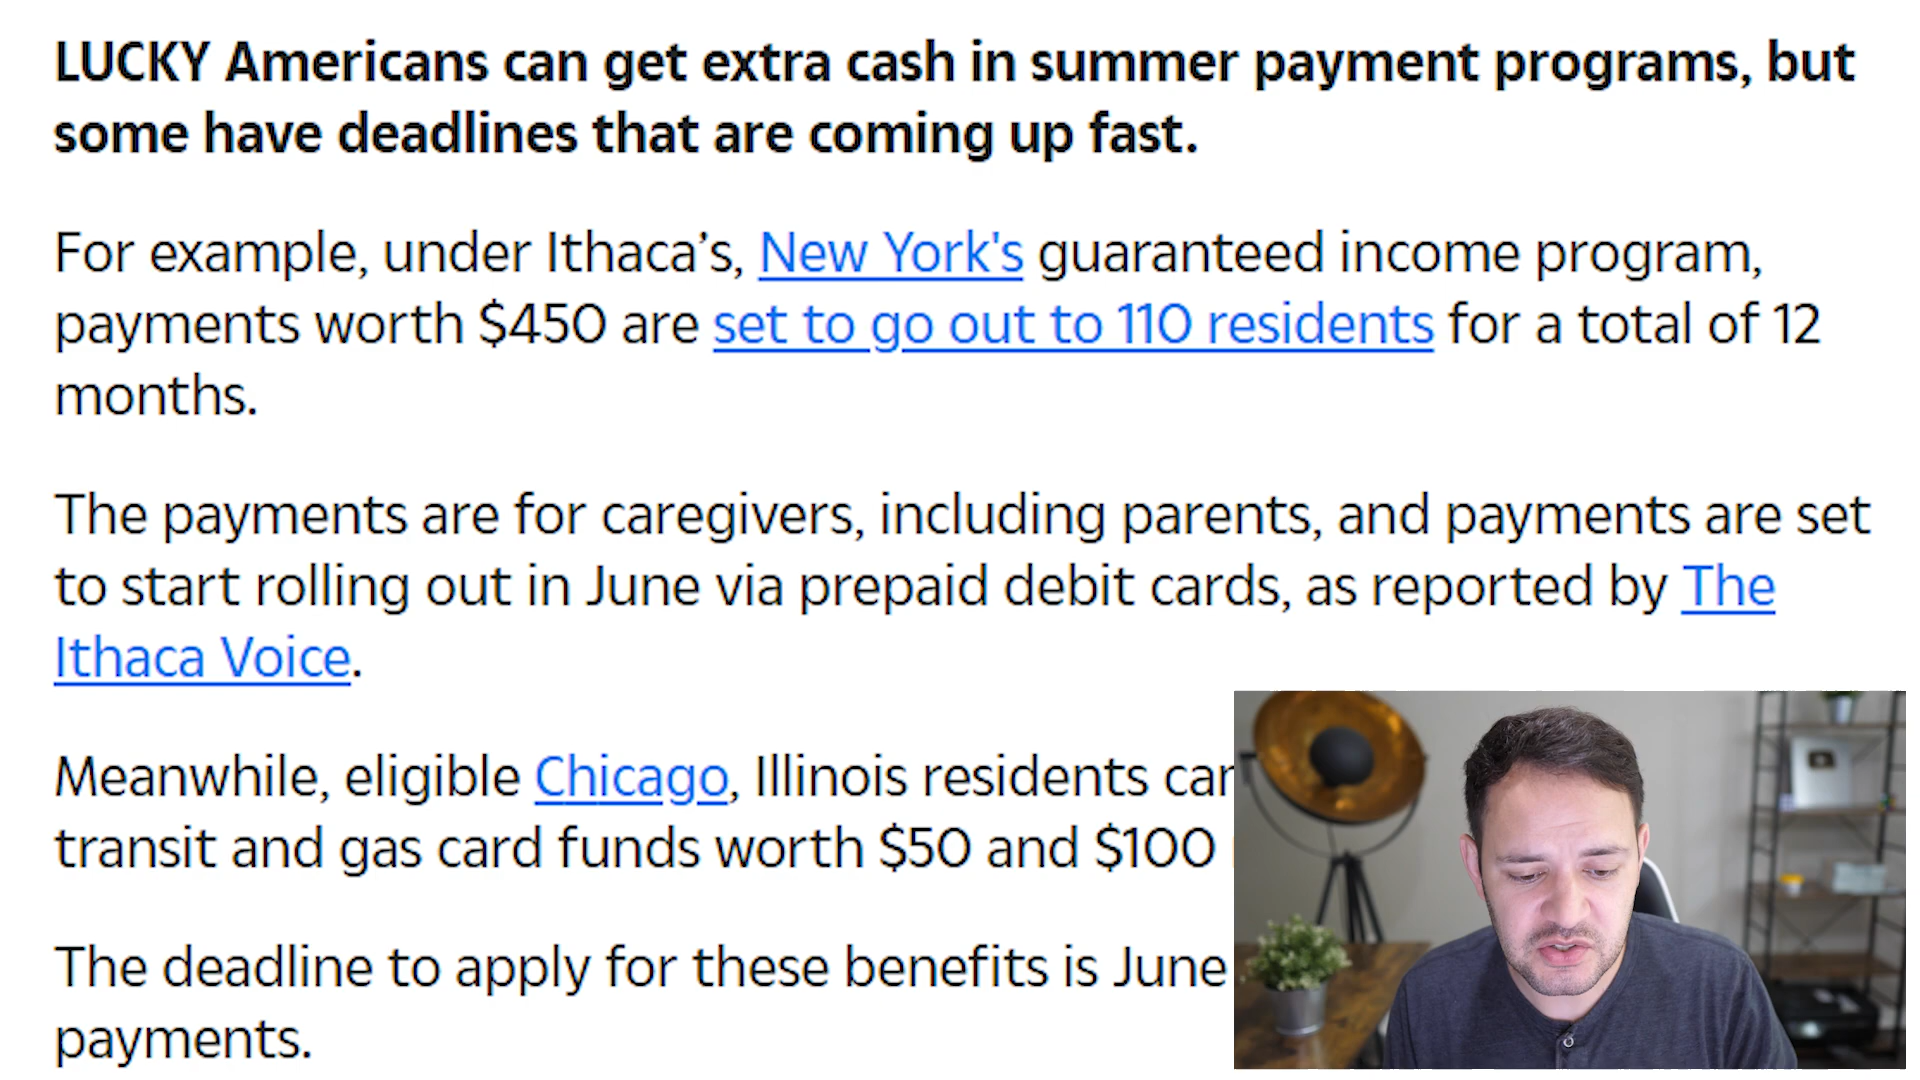 LUCKY Americans can get extra cash in summer payment programs, but
some have deadlines that are coming up fast.
For example, under Ithaca’s, New York's guaranteed income program,
payments worth $450 are set to go out to 110 residents for a total of 12
months.
The payments are for caregivers, including parents, and payments are set
to start rolling out in June via prepaid debit cards, as reported by The
Ithaca Voice.
Meanwhile, eligible Chicago, Illinois residents
transit and gas card funds worth $50 and $100
The deadline to apply for these benefits is June
payments.